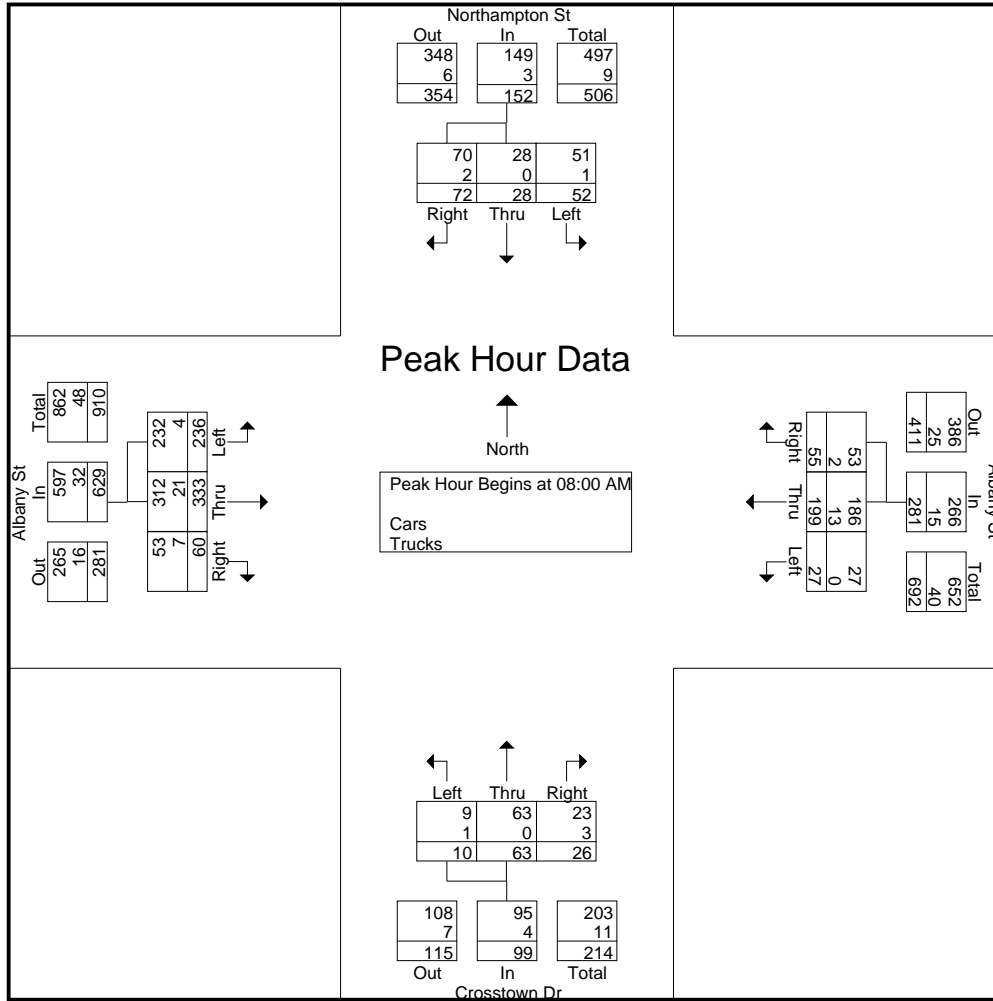 Northampton St
Out In Total
348 149 497
6 3 9
354 152 506
70 28 51
2 0 1
72 28 52
Right Thru Left
Peak Hour Data
North
Peak Hour Begins at 08:00 AM
Cars
Trucks
Albany St
Out In Total
265 597 862
16 32 48
281 629 910
53 312 232
7 21 4
60 333 236
Right Thru Left
Albany St
Out In Total
386 266 652
25 15 40
411 281 692
53 186 27
2 13 0
55 199 27
Right Thru Left
Left Thru Right
9 63 23
1 0 3
10 63 26
108 95 203
7 4 11
115 99 214
Out In Total
Crosstown Dr